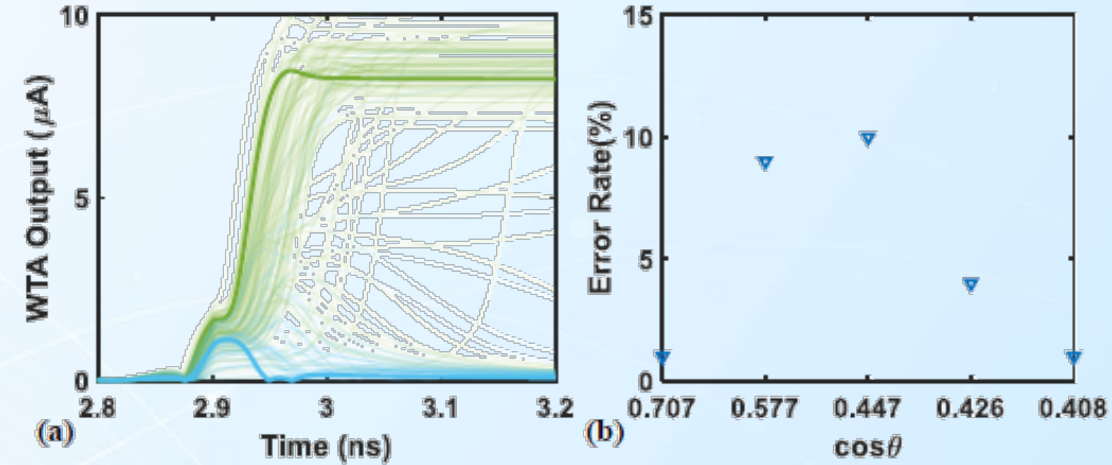 10
5
0
WTA Output (μA)
2.8 2.9 3 3.1 3.2
(a)
Time (ns)
15
10
5
0
Error Rate(%)
0.707 0.577 0.447 0.426 0.408
(b)
cosθ